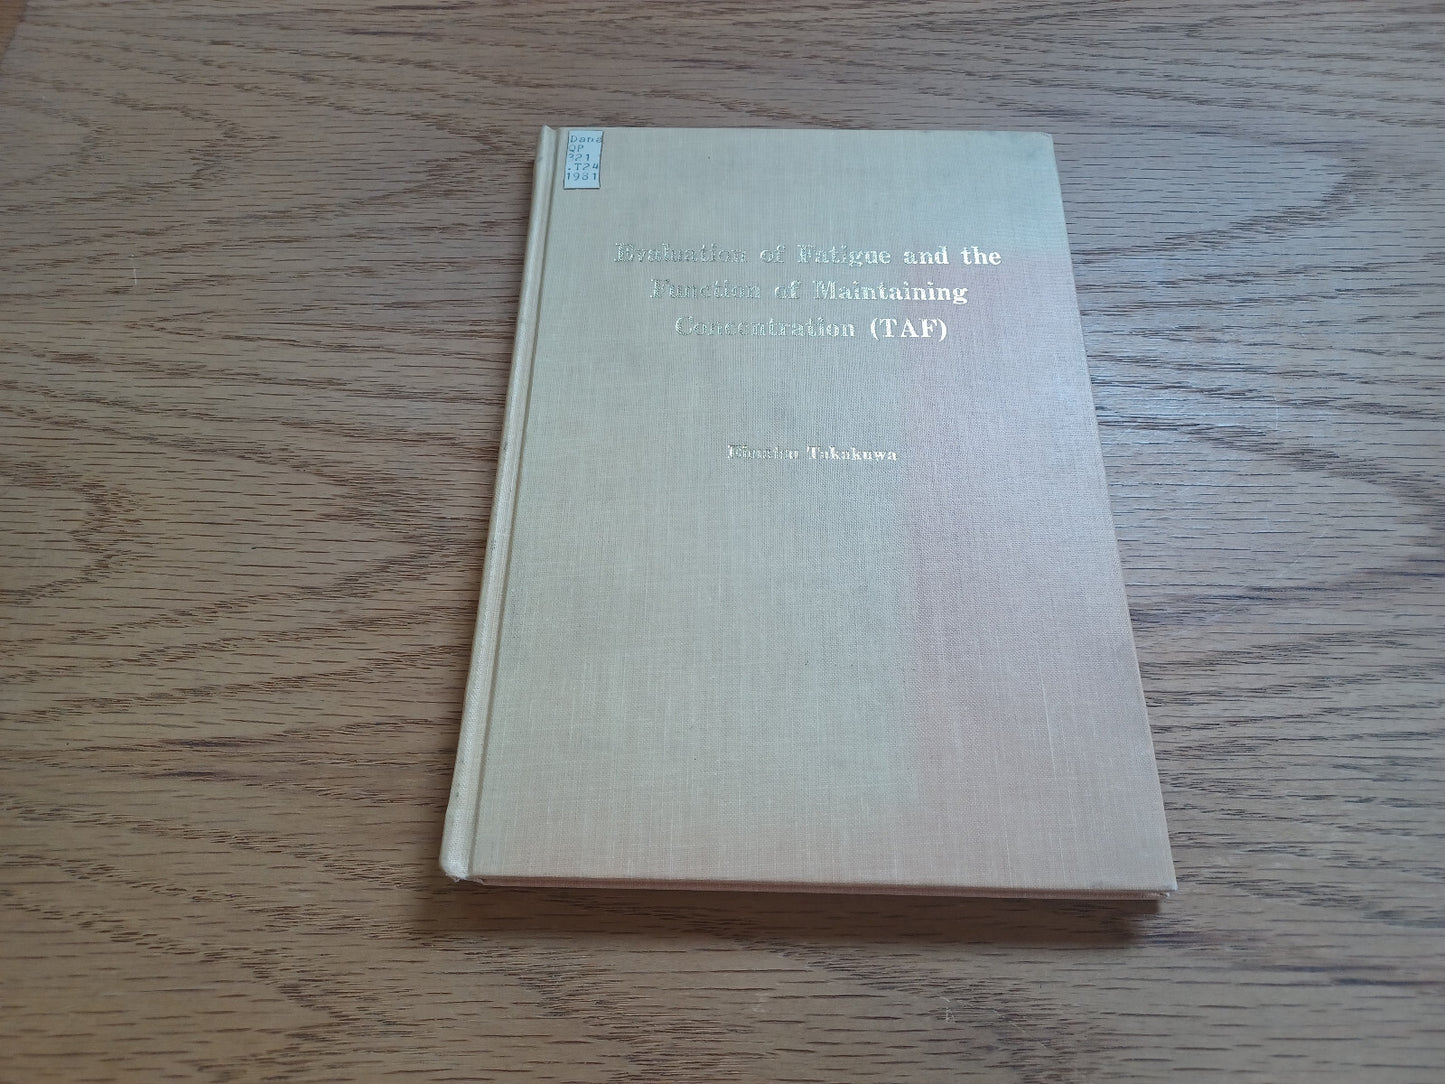 Dana
QP
321
.T24
1981
Evaluation of Fatigue and the
Function of Maintaining
Concentration (TAF)
Takakuwa